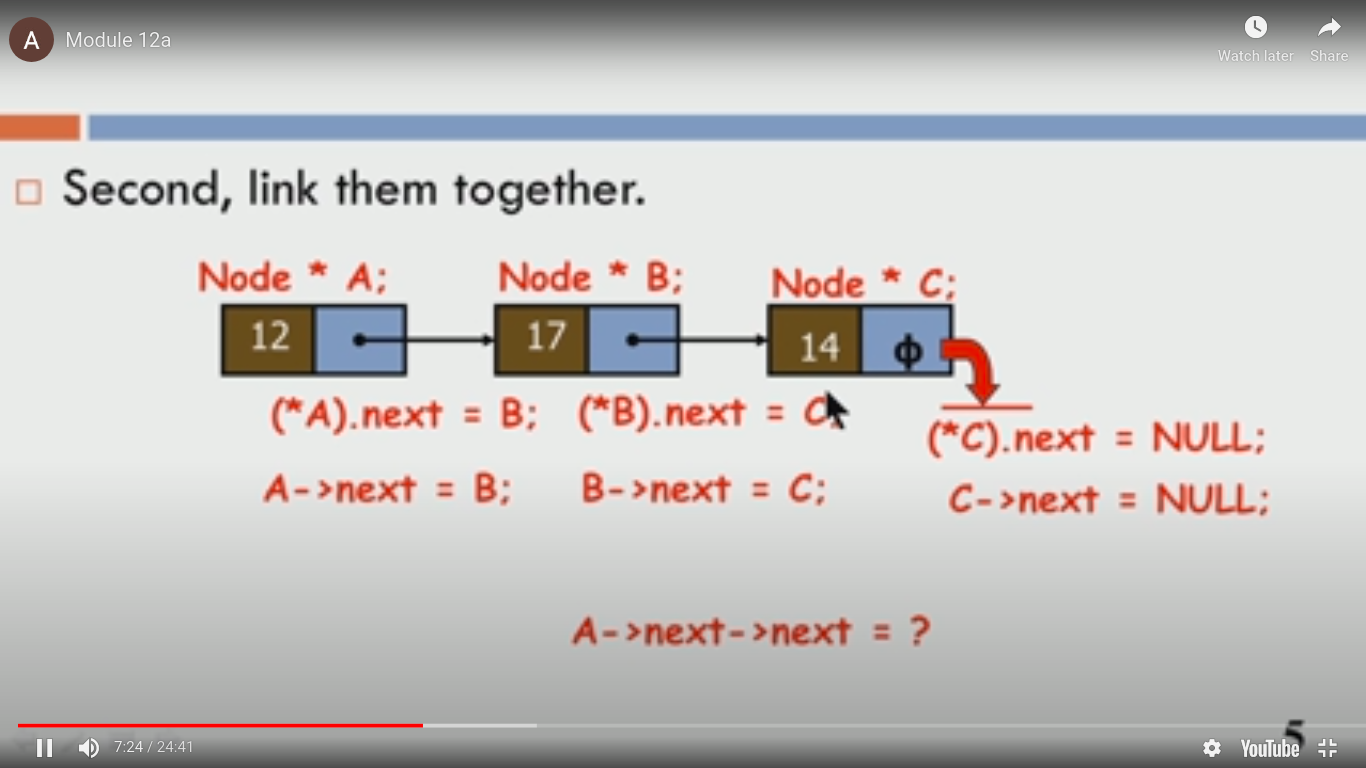 A Module 12a
Watch later Share
Second, link them together.
Node * A; Node * B; Node * C;
12 17 14 ф
(*A).next = B; (*B).next = C;
(*C).next = NULL;
A->next = B; B->next = C;
C->next = NULL;
A->next->next = ?
5
7:24 / 24:41
YouTube